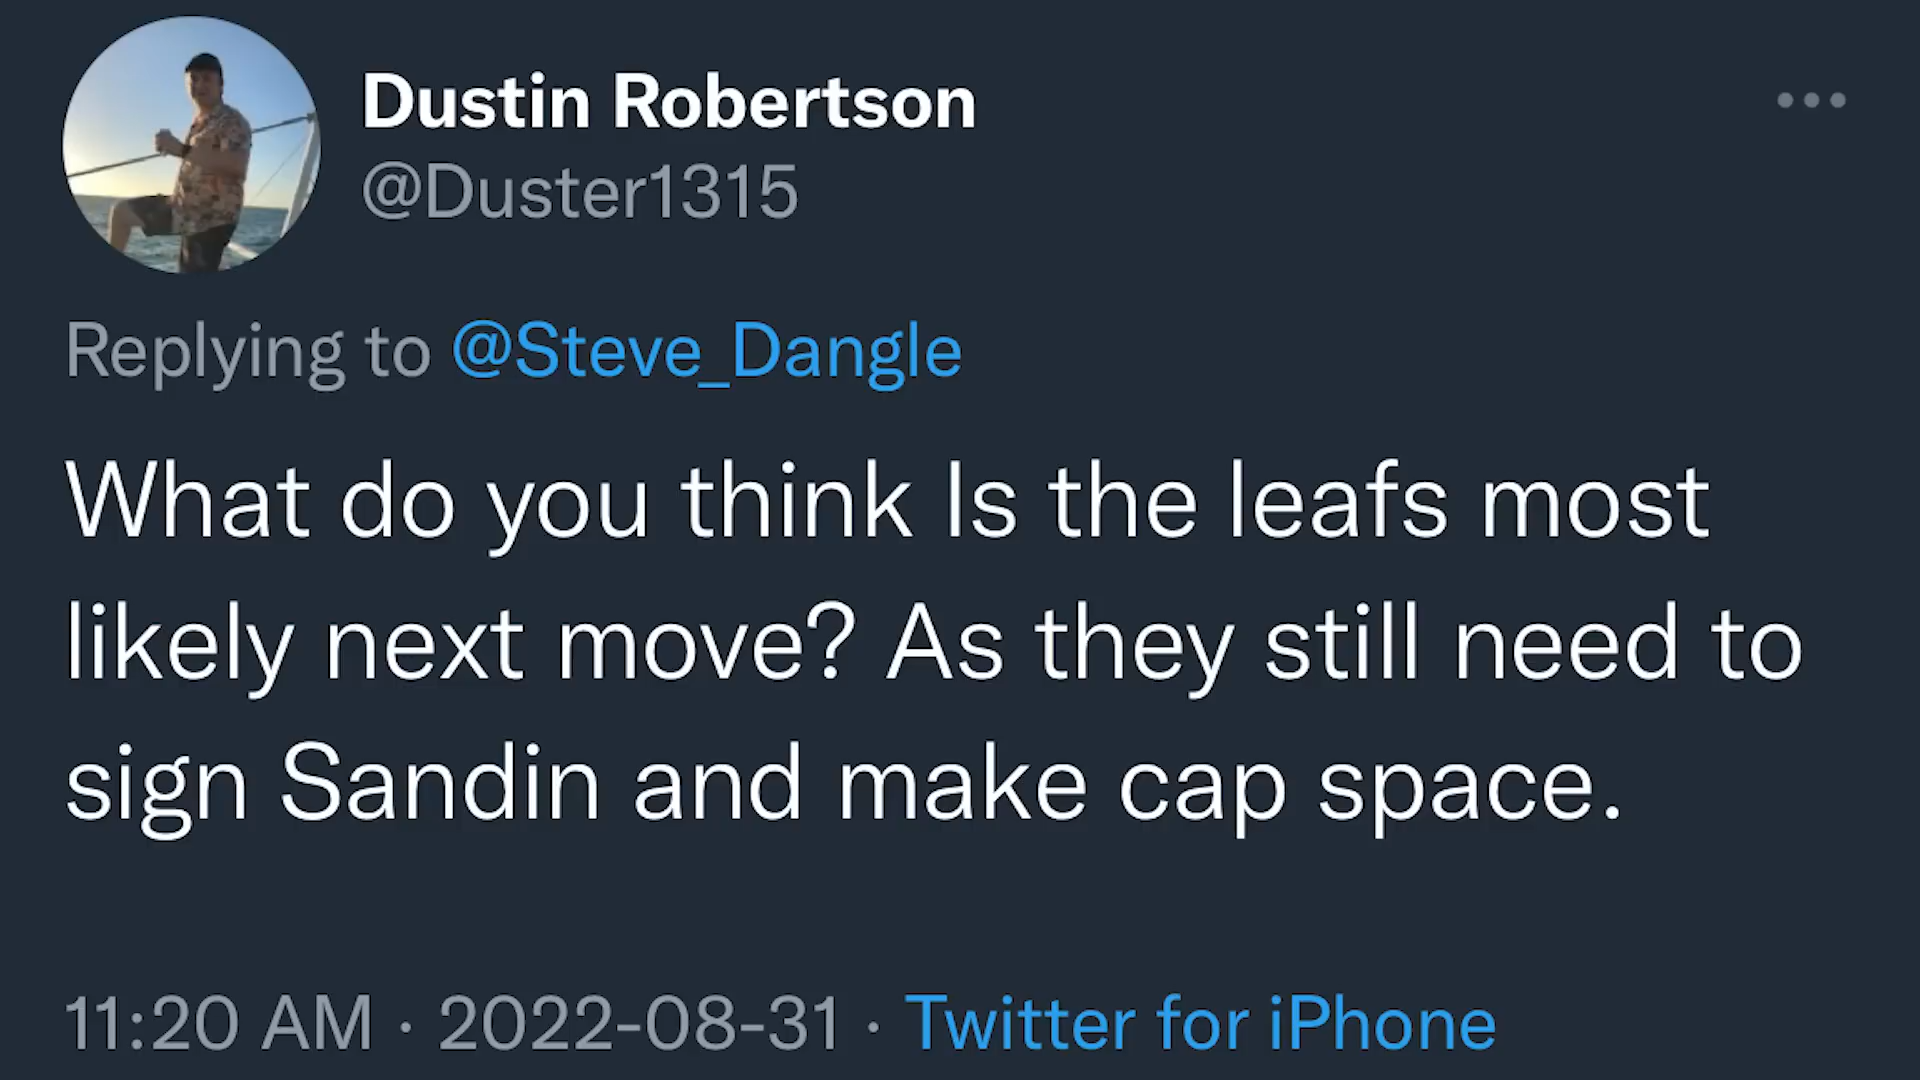 Dustin Robertson
@Duster1315
Replying to @Steve_Dangle
What do you think Is the leafs most
likely next move? As they still need to
sign Sandin and make cap space.
11:20 AM · 2022-08-31 · Twitter for iPhone